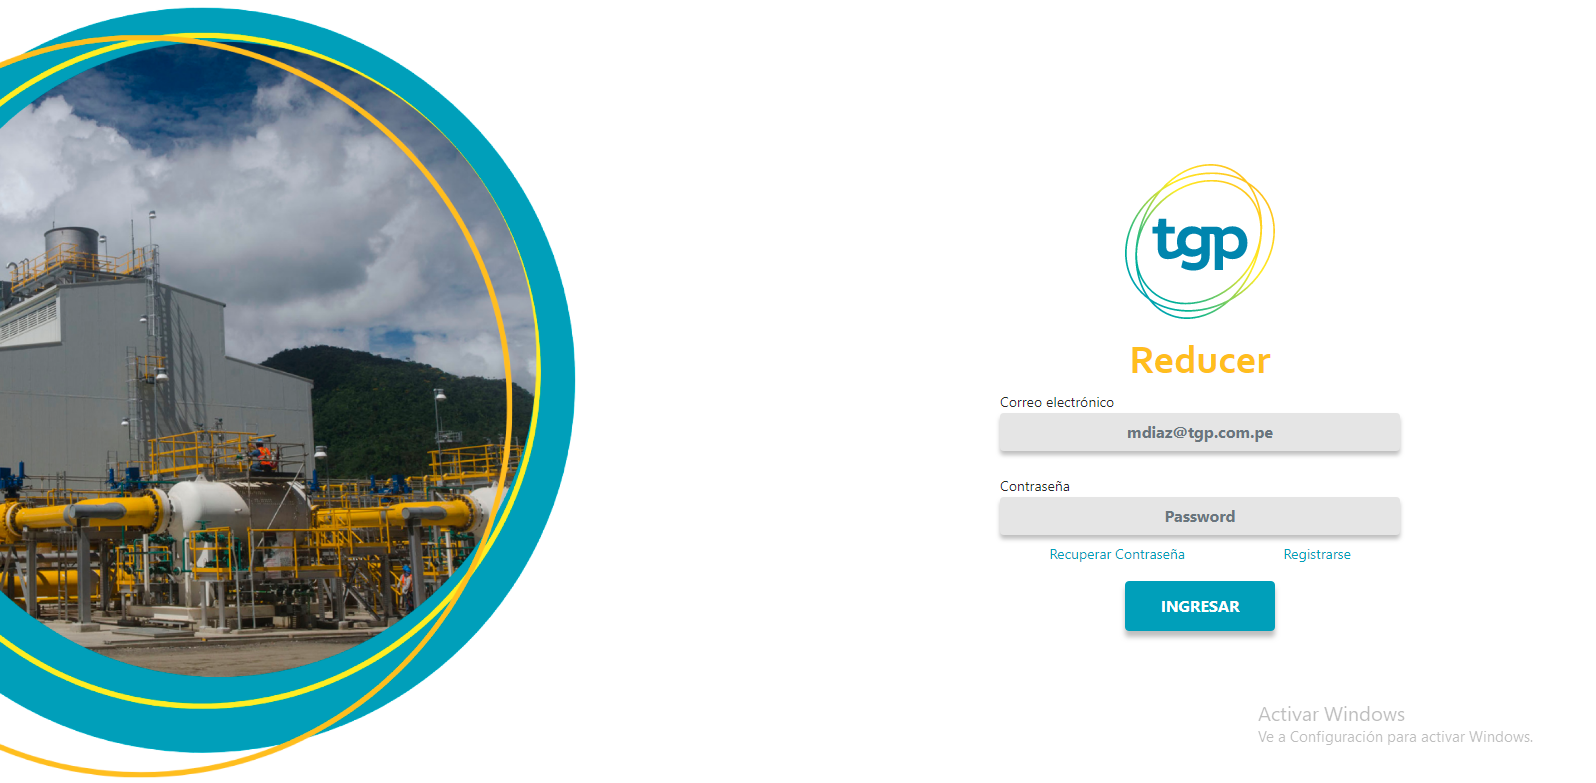 tgp
Reducer
Correo electrónico
mdiaz@tgp.com.pe
Contraseña
Password
Recuperar Contraseña Registrarse
INGRESAR
Activar Windows
Ve a Configuración para activar Windows.